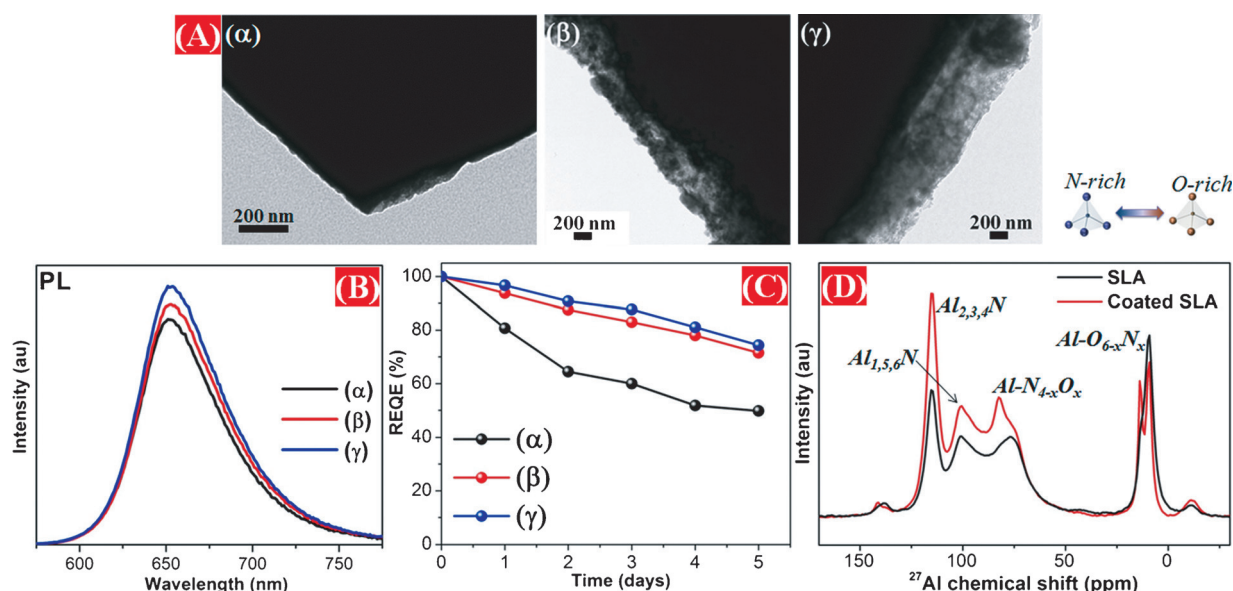 (A)
(α)
200 nm
(β)
200 nm
(γ)
200 nm
N-rich
O-rich
PL
(B)
Intensity (au)
(α)
(β)
(γ)
600
650
700
750
Wavelength (nm)
(C)
REQE (%)
100
80
60
40
20
0
(α)
(β)
(γ)
0
1
2
3
4
5
Time (days)
(D)
SLA
Coated SLA
Intensity (au)
Al2,3,4N
Al1,5,6N
Al-N4-xOx
Al-O6-xNx
150
100
50
0
27Al chemical shift (ppm)